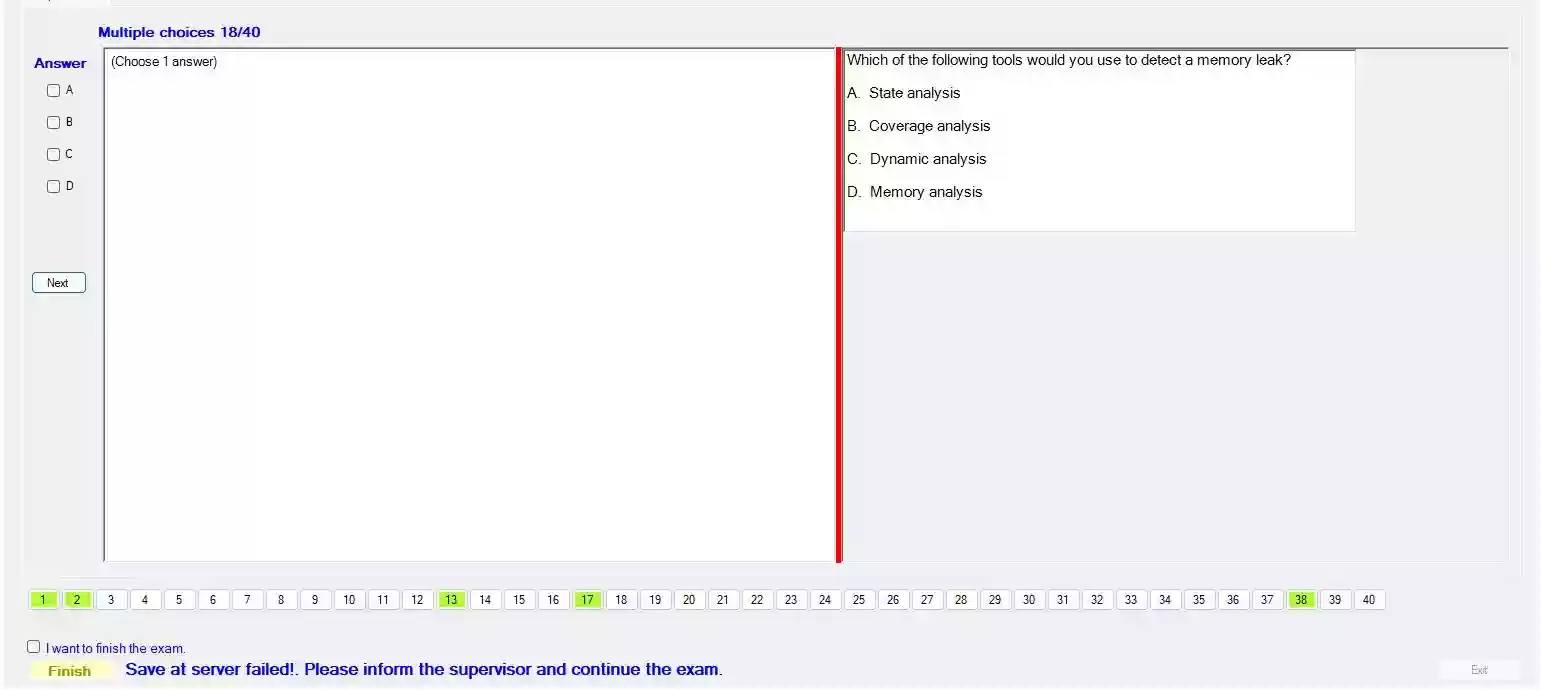 Multiple choices 18/40
Answer
(Choose 1 answer)
A
B
C
D
Next
Which of the following tools would you use to detect a memory leak?
A. State analysis
B. Coverage analysis
C. Dynamic analysis
D. Memory analysis
1 2 3 4 5 6 7 8 9 10 11 12 13 14 15 16 17 18 19 20 21 22 23 24 25 26 27 28 29 30 31 32 33 34 35 36 37 38 39 40
I want to finish the exam.
Finish Save at server failed!. Please inform the supervisor and continue the exam.
Exit